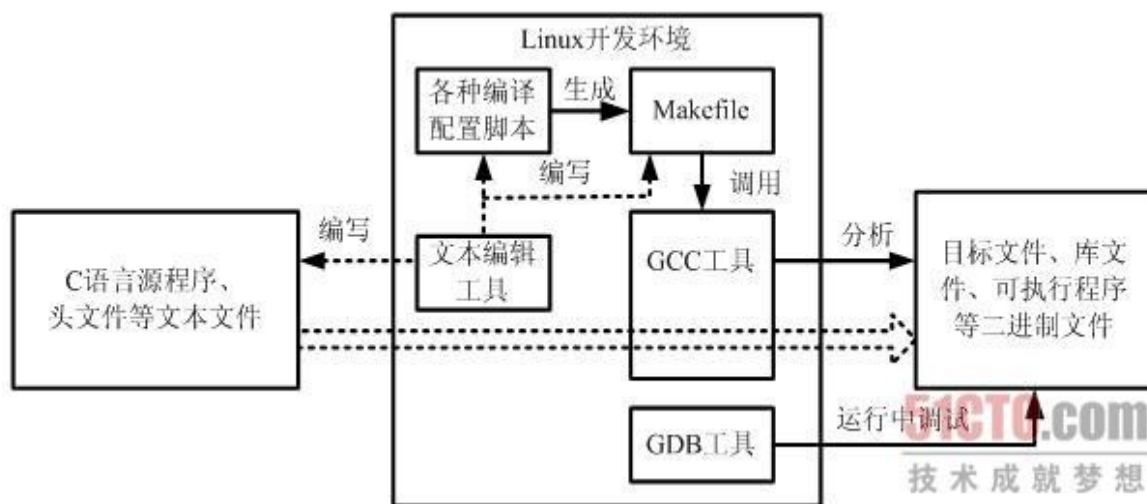 Linux开发环境
各种编译
配置脚本
生成
Makefile
编写
调用
编写
文本编辑
工具
GCC工具
分析
C语言源程序、
头文件等文本文件
目标文件、库文
件、可执行程序
等二进制文件
GDB工具
运行中调试
51CTO.com
技术成就梦想